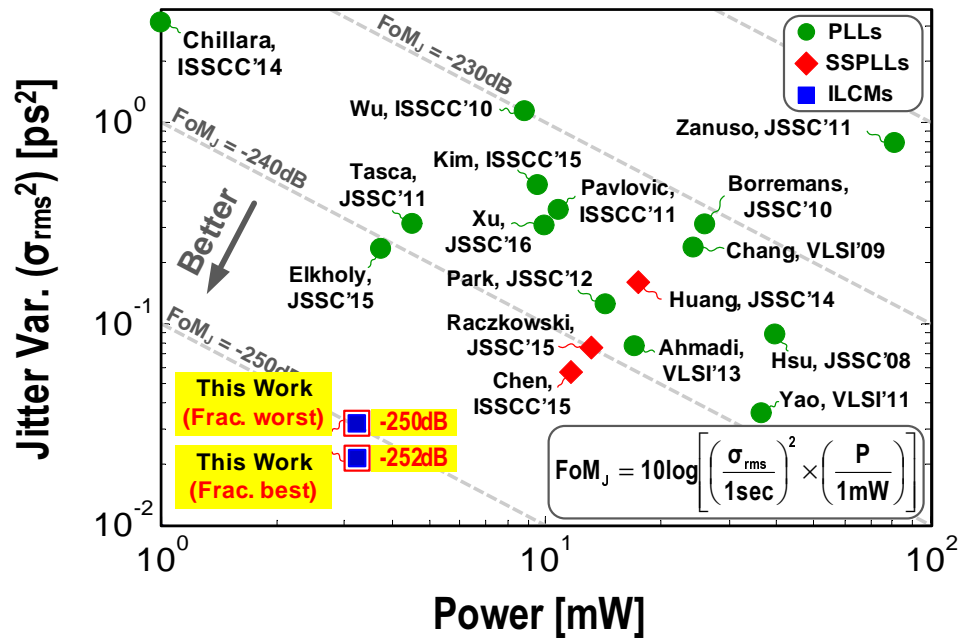 Jitter Var. (σrms²) [ps²]
10⁰
10⁻¹
10⁻²
Chillara,
ISSCC'14
FoMJ = -230dB
PLLs
SSPLLs
ILCMs
Wu, ISSCC'10
Zanuso, JSSC'11
FoMJ = -240dB
Kim, ISSCC'15
Tasca,
JSSC'11
Pavlovic,
ISSCC'11
Borremans,
JSSC'10
Xu,
JSSC'16
Chang, VLSI'09
Better
Elkholy,
JSSC'15
Park, JSSC'12
Huang, JSSC'14
FoMJ = -250dB
Raczkowski,
JSSC'15
Ahmadi,
VLSI'13
Hsu, JSSC'08
Chen,
ISSCC'15
Yao, VLSI'11
This Work
(Frac. worst)
-250dB
This Work
(Frac. best)
-252dB
FoMJ = 10log[(σrms/1sec)² × (P/1mW)]
10⁰
10¹
10²
Power [mW]